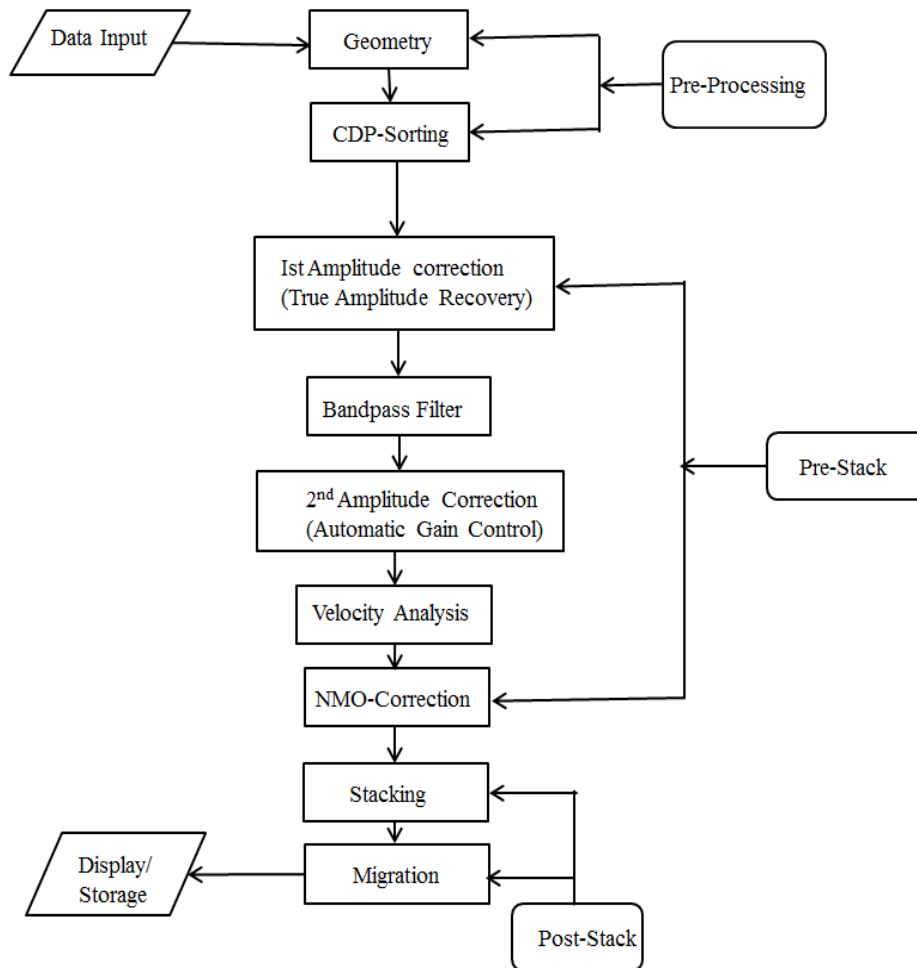 Data Input
Geometry
Pre-Processing
CDP-Sorting
Ist Amplitude correction
(True Amplitude Recovery)
Bandpass Filter
Pre-Stack
2nd Amplitude Correction
(Automatic Gain Control)
Velocity Analysis
NMO-Correction
Stacking
Display/
Storage
Migration
Post-Stack